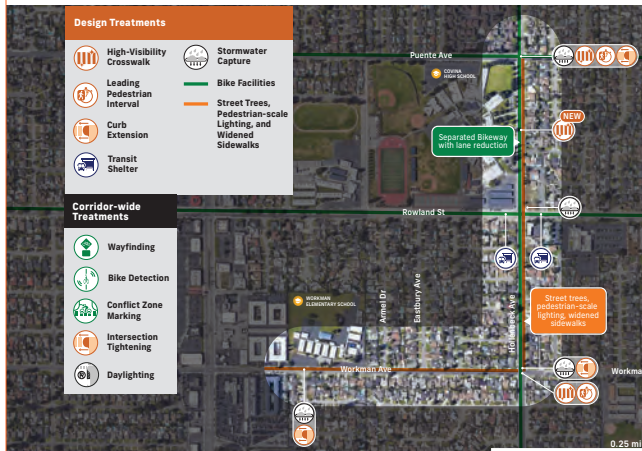 Design Treatments
High-Visibility
Crosswalk
Leading
Pedestrian
Interval
Curb
Extension
Transit
Shelter
Stormwater
Capture
Bike Facilities
Street Trees,
Pedestrian-scale
Lighting, and
Widened
Sidewalks
Corridor-wide
Treatments
Wayfinding
Bike Detection
Conflict Zone
Marking
Intersection
Tightening
Daylighting
Puente Ave
COVINA
HIGH SCHOOL
NEW
Separated Bikeway
with lane reduction
Rowland St
WORKMAN
ELEMENTARY SCHOOL
Armel Dr
Eastbury Ave
Hollenbeck Ave
Street trees,
pedestrian-scale
lighting, widened
sidewalks
Workman Ave
Workma
0.25 mi